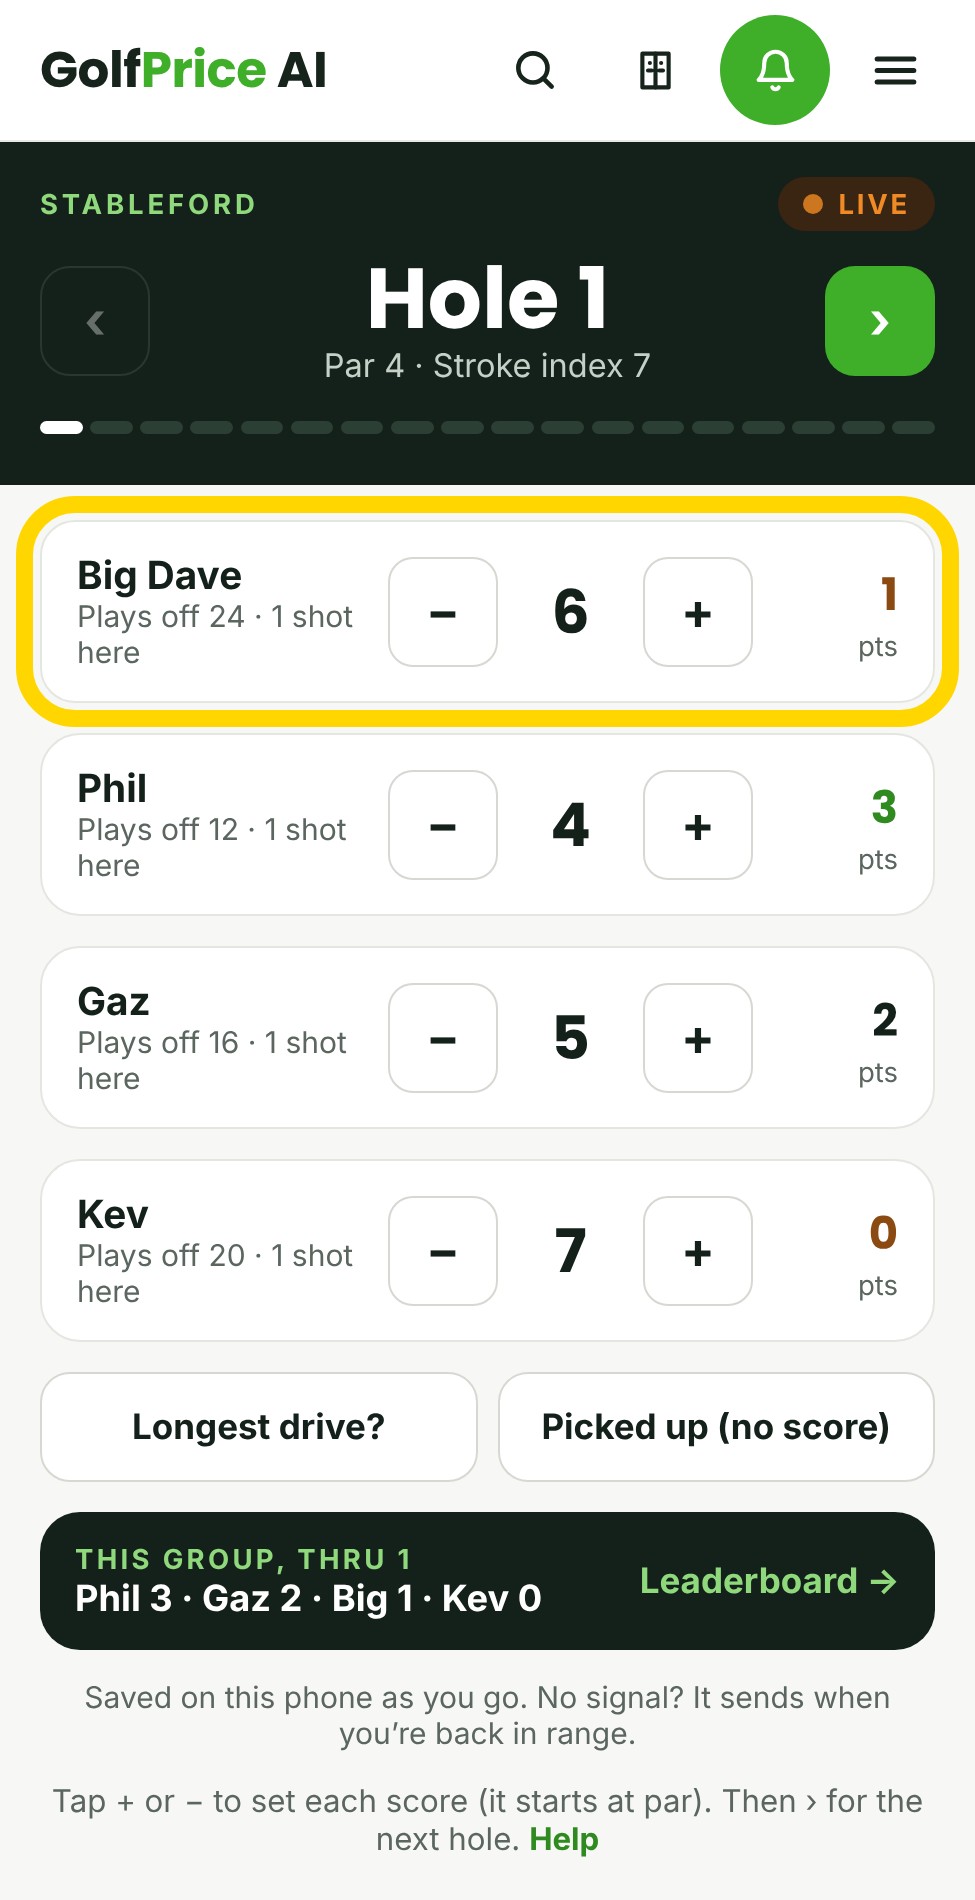 GolfPrice AI
STABLEFORD
LIVE
‹
Hole 1
›
Par 4 · Stroke index 7
Big Dave
Plays off 24 · 1 shot
here
−
6
+
1
pts
Phil
Plays off 12 · 1 shot
here
−
4
+
3
pts
Gaz
Plays off 16 · 1 shot
here
−
5
+
2
pts
Kev
Plays off 20 · 1 shot
here
−
7
+
0
pts
Longest drive?
Picked up (no score)
THIS GROUP, THRU 1
Phil 3 · Gaz 2 · Big 1 · Kev 0
Leaderboard →
Saved on this phone as you go. No signal? It sends when
you’re back in range.
Tap + or − to set each score (it starts at par). Then › for the
next hole. Help